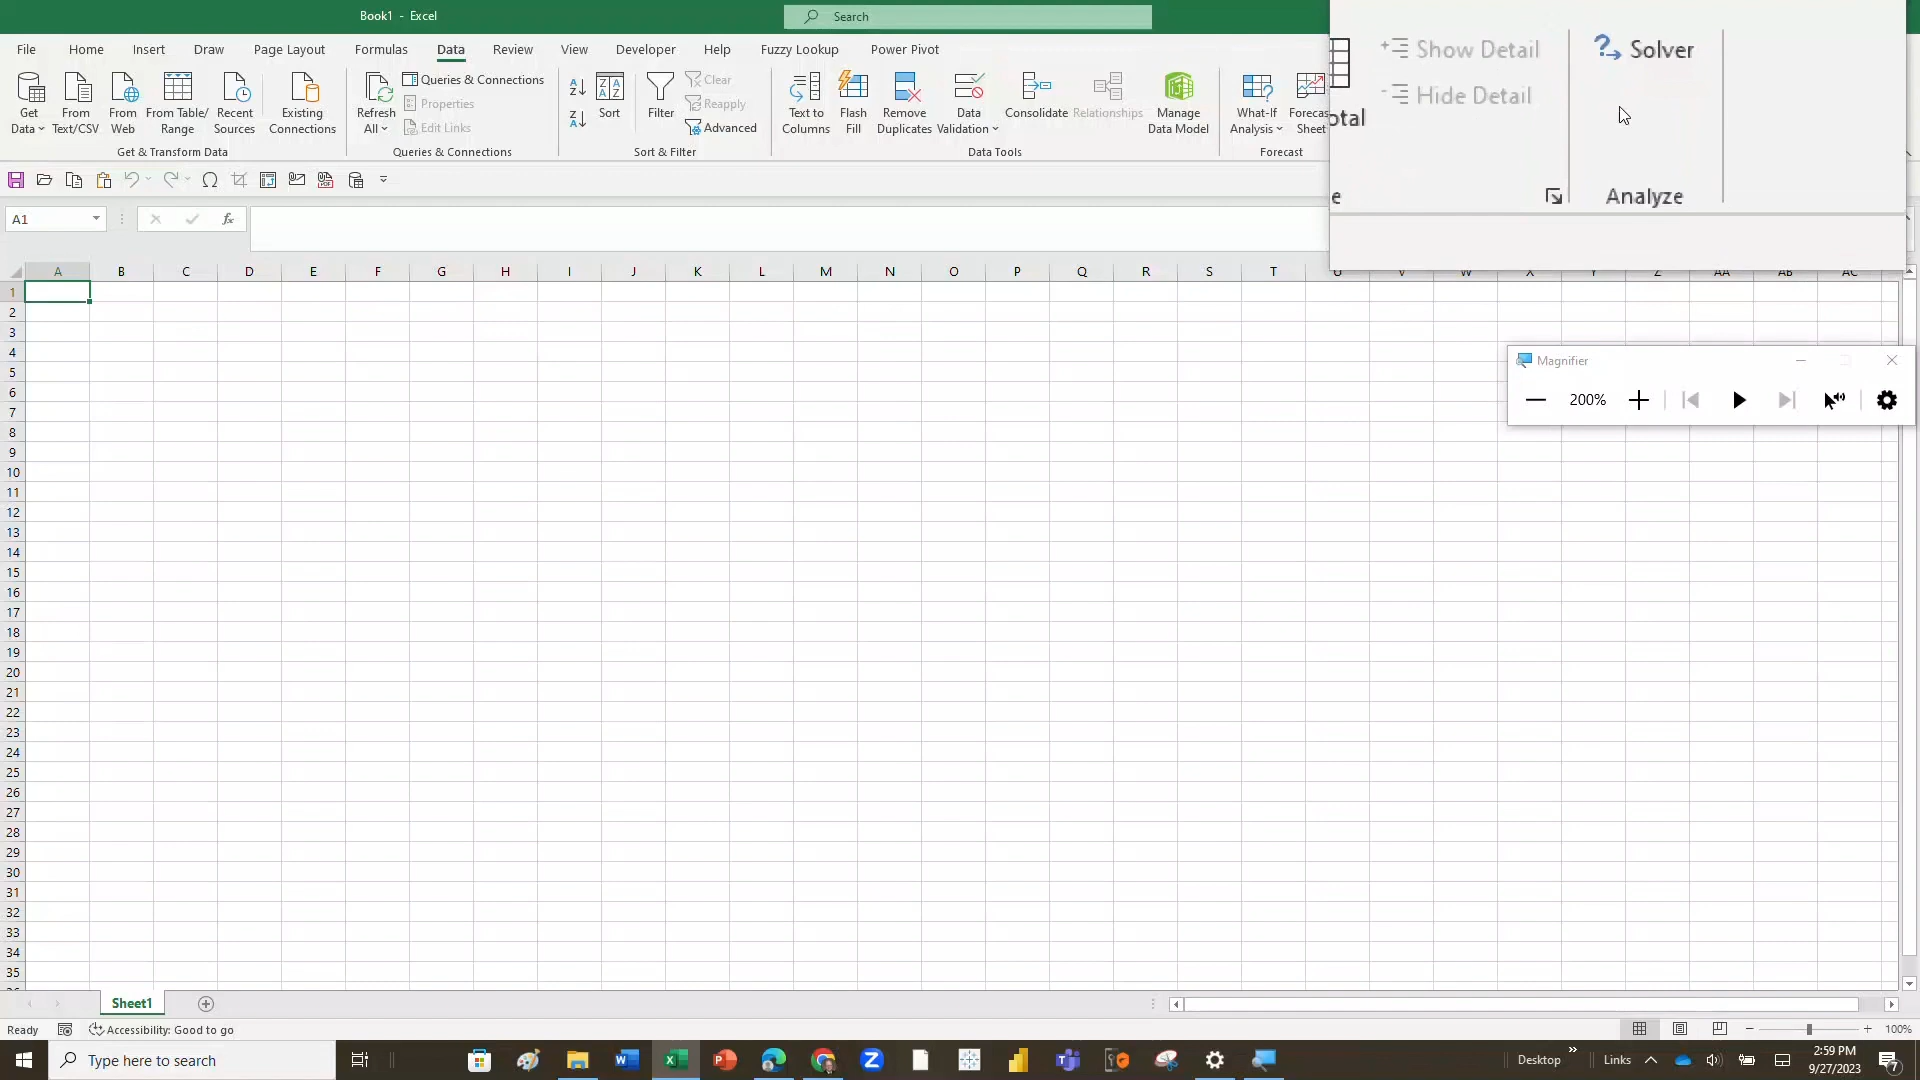 Book1 - Excel
Search
File Home Insert Draw Page Layout Formulas Data Review View Developer Help Fuzzy Lookup Power Pivot
Get Data
From Text/CSV
From Web
From Table/ Range
Recent Sources
Existing Connections
Get & Transform Data
Refresh All
Queries & Connections
Properties
Edit Links
Queries & Connections
Sort
Filter
Clear
Reapply
Advanced
Sort & Filter
Text to Columns
Flash Fill
Remove Duplicates
Data Validation
Consolidate
Relationships
Manage Data Model
Data Tools
What-If Analysis
Forecas
Sheet
Forecast
otal
Show Detail
Hide Detail
e
Solver
Analyze
A1
fx
A B C D E F G H I J K L M N O P Q R S T U V W X Y Z AA AB AC
1
2
3
4
5
6
7
8
9
10
11
12
13
14
15
16
17
18
19
20
21
22
23
24
25
26
27
28
29
30
31
32
33
34
35
Magnifier
200%
Sheet1
Ready
Accessibility: Good to go
100%
Type here to search
Desktop
Links
2:59 PM
9/27/2023
7